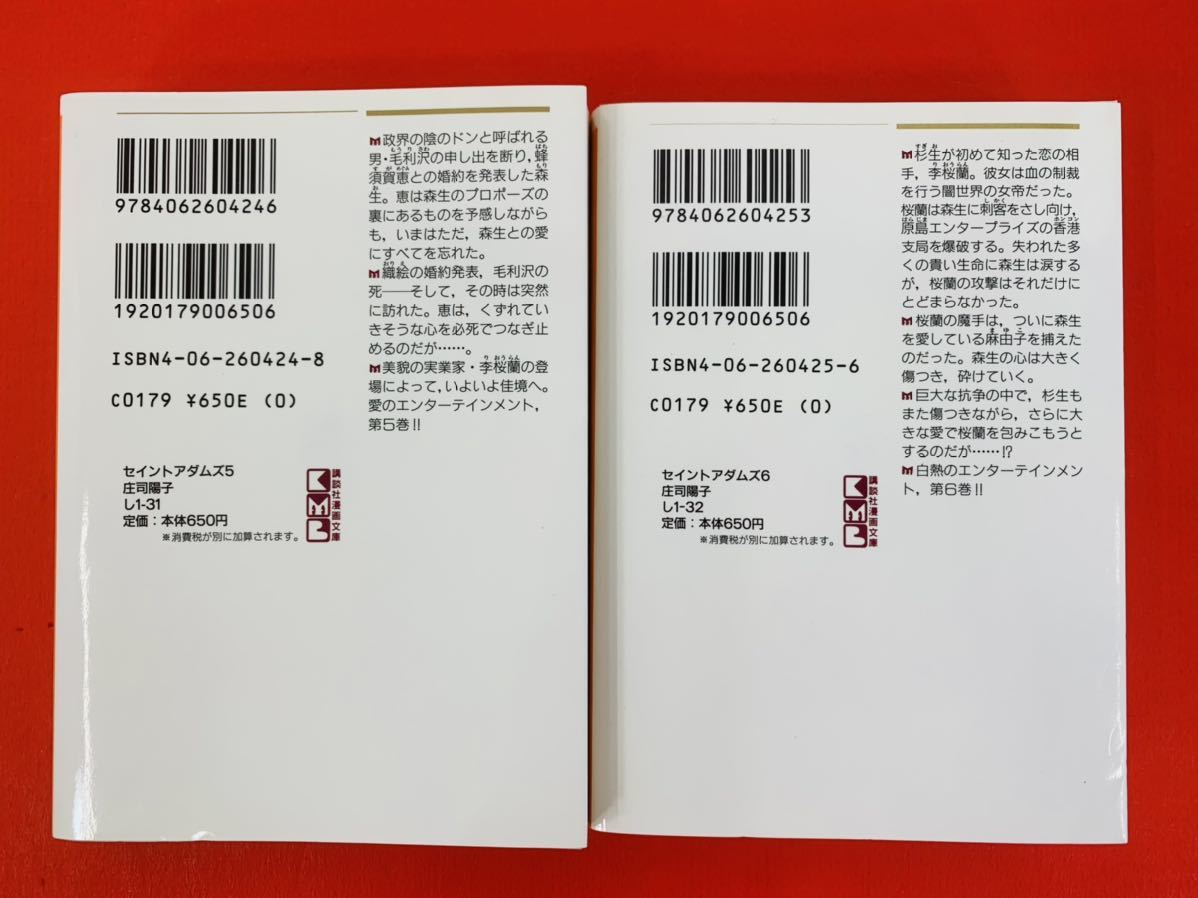 9784062604246
1920179006506
ISBN4-06-260424-8
C0179 ¥650E (0)
政界の陰のドンと呼ばれる
男・毛利沢の申し出を断り，蜂
須賀恵との婚約を発表した森
生。恵は森生のプロポーズの
裏にあるものを予感しながら
も，いまはただ，森生との愛
にすべてを忘れた。
織絵の婚約発表，毛利沢の
死――そして，その時は突然
に訪れた。恵は，くずれてい
きそうな心を必死でつなぎ止
めるのだが……。
美貌の実業家・李桜蘭の登
場によって，いよいよ佳境へ。
愛のエンターテインメント，
第5巻!!
セイントアダムズ5
庄司陽子
し1-31
定価：本体650円
※消費税が別に加算されます。
KMB
講談社漫画文庫
9784062604253
1920179006506
ISBN4-06-260425-6
C0179 ¥650E (0)
杉生が初めて知った恋の相
手，李桜蘭。彼女は血の制裁
を行う闇世界の女帝だった。
桜蘭は森生に刺客をさし向け，
原島エンタープライズの香港
支局を爆破する。失われた多
くの貴い生命に森生は涙する
が，桜蘭の攻撃はそれだけに
とどまらなかった。
桜蘭の魔手は，ついに森生
を愛している麻由子を捕えた
のだった。森生の心は大きく
傷つき，砕けていく。
巨大な抗争の中で，杉生も
また傷つきながら，さらに大
きな愛で桜蘭を包みこもうと
するのだが……!?
白熱のエンターテインメン
ト，第6巻!!
セイントアダムズ6
庄司陽子
し1-32
定価：本体650円
※消費税が別に加算されます。
KMB
講談社漫画文庫